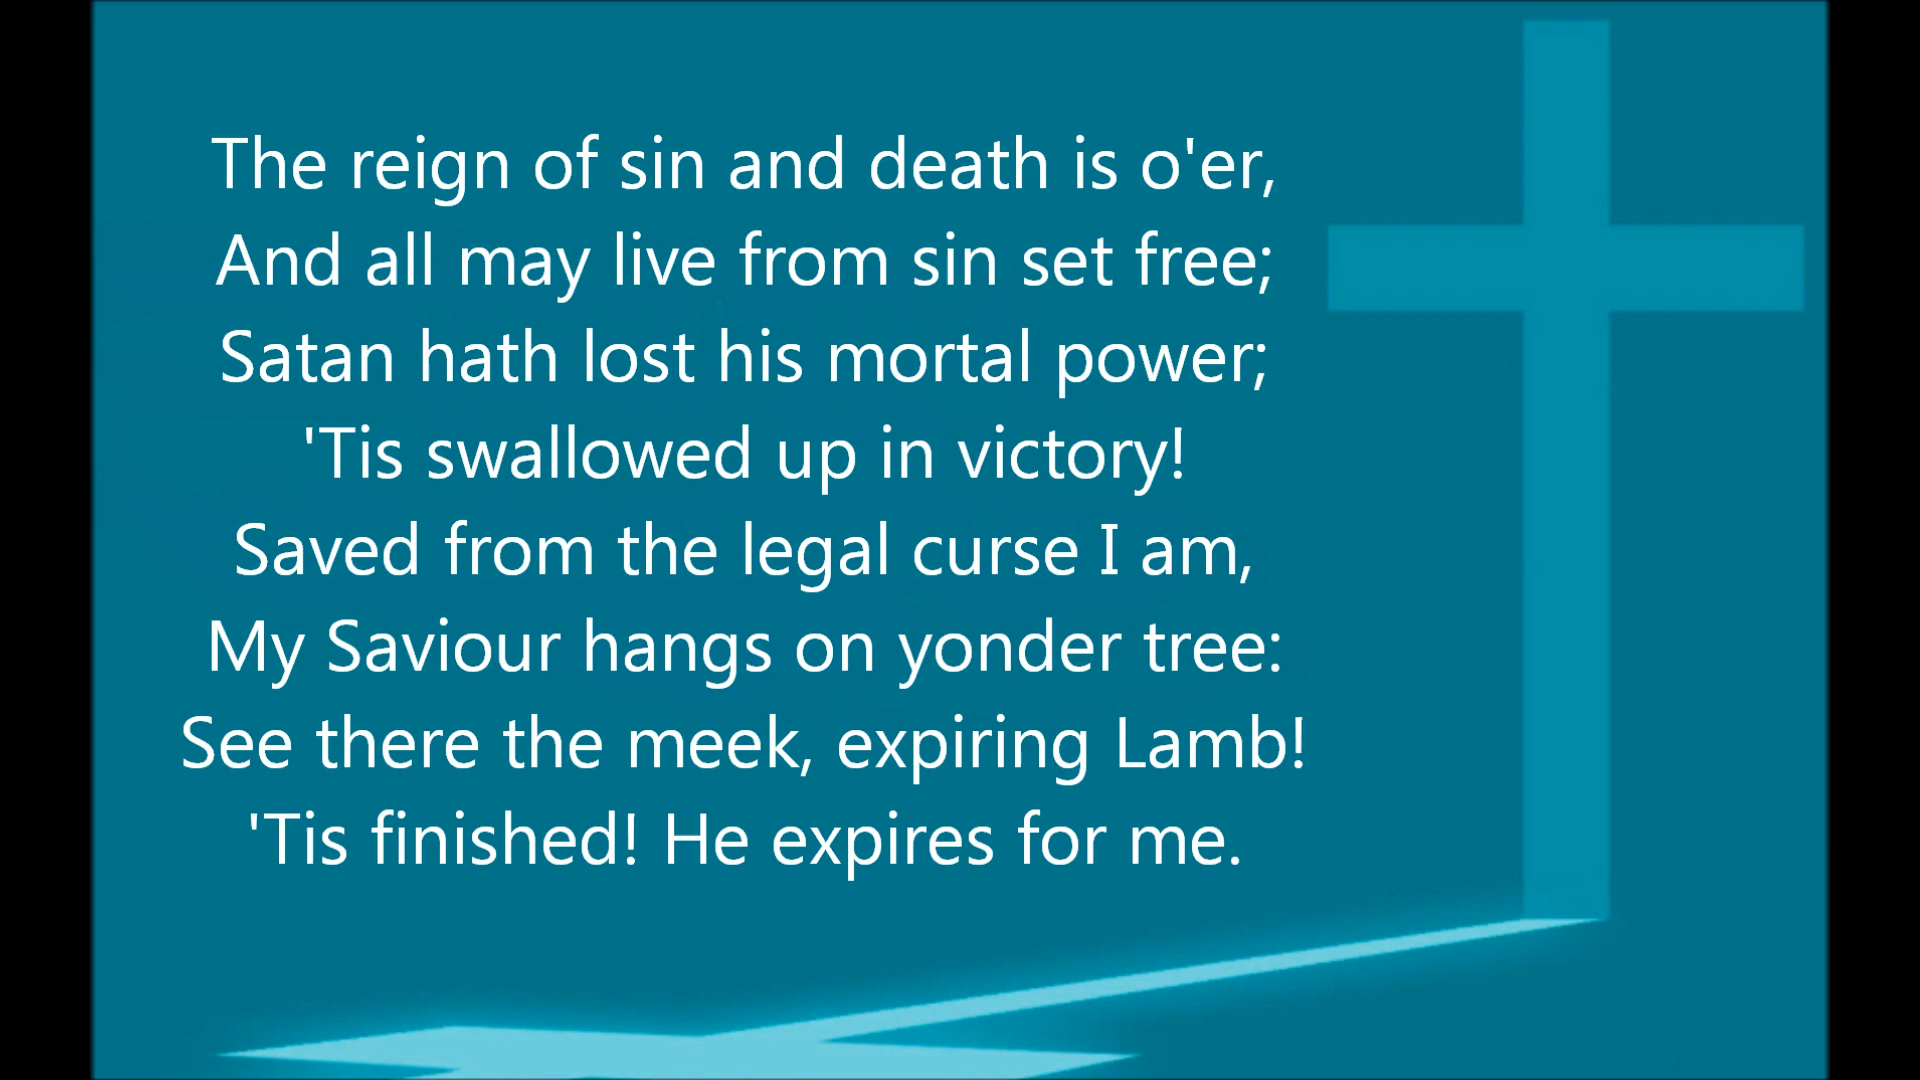 The reign of sin and death is o'er,
And all may live from sin set free;
Satan hath lost his mortal power;
'Tis swallowed up in victory!
Saved from the legal curse I am,
My Saviour hangs on yonder tree:
See there the meek, expiring Lamb!
'Tis finished! He expires for me.